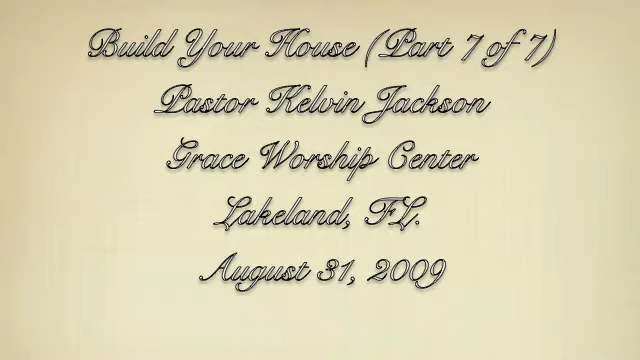 Build Your House (Part 7 of 7)
Pastor Kelvin Jackson
Grace Worship Center
Lakeland, FL.
August 31, 2009